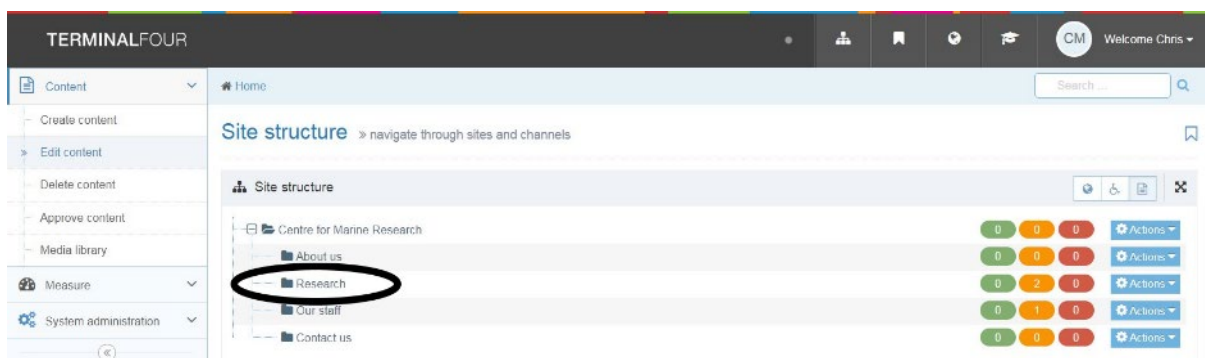 TERMINALFOUR
CM Welcome Chris
Content
Home
Search ...
Create content
Site structure » navigate through sites and channels
Edit content
Delete content
Site structure
Approve content
Centre for Marine Research 0 0 0 Actions
Media library
About us 0 0 0 Actions
Measure
Research 0 2 0 Actions
System administration
Our staff 0 1 0 Actions
Contact us 0 0 0 Actions